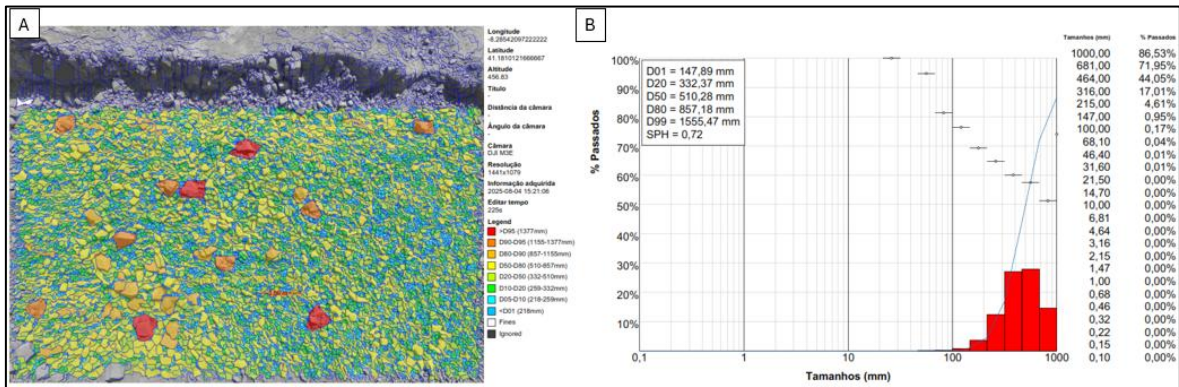 A
Longitude
-8.28542097222222
Latitude
41.1810121666667
Altitude
456.83
Título
-
Distância da câmara
-
Ângulo da câmara
-
Câmara
DJI M3E
Resolução
1441x1079
Informação adquirida
2025-08-04 15:21:06
Editar tempo
225s
Legend
>D95 (1377mm)
D90-D95 (1155-1377mm)
D80-D90 (857-1155mm)
D50-D80 (510-857mm)
D20-D50 (332-510mm)
D10-D20 (259-332mm)
D05-D10 (218-259mm)
<D01 (218mm)
Fines
Ignored
B
D01 = 147,89 mm
D20 = 332,37 mm
D50 = 510,28 mm
D80 = 857,18 mm
D99 = 1555,47 mm
SPH = 0,72
% Passados
100%
90%
80%
70%
60%
50%
40%
30%
20%
10%
0,1 1 10 100 1000
Tamanhos (mm)
Tamanhos (mm) % Passados
1000,00 86,53%
681,00 71,95%
464,00 44,05%
316,00 17,01%
215,00 4,61%
147,00 0,95%
100,00 0,17%
68,10 0,04%
46,40 0,01%
31,60 0,01%
21,50 0,00%
14,70 0,00%
10,00 0,00%
6,81 0,00%
4,64 0,00%
3,16 0,00%
2,15 0,00%
1,47 0,00%
1,00 0,00%
0,68 0,00%
0,46 0,00%
0,32 0,00%
0,22 0,00%
0,15 0,00%
0,10 0,00%